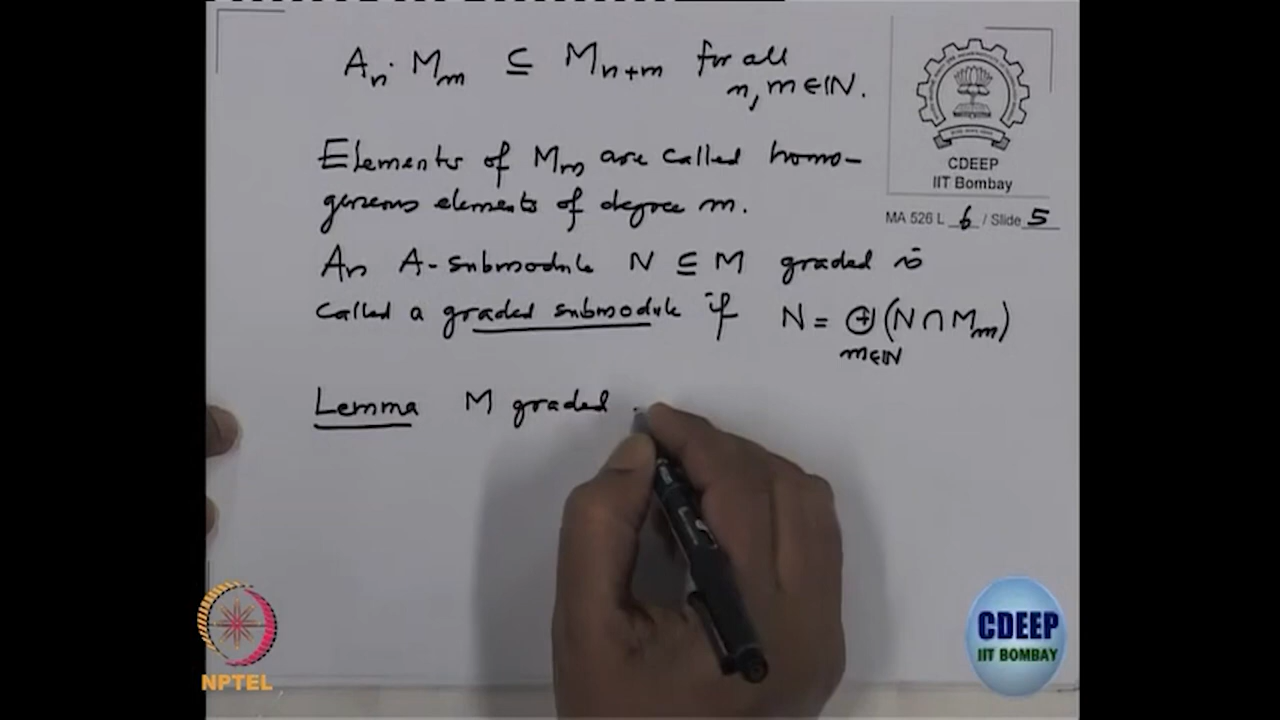 Aₙ · Mₘ ⊆ Mₙ₊ₘ for all
n, m ∈ ℕ.
Elements of Mₘ are called homo-
geneous elements of degree m.
An A-submodule N ⊆ M graded is
called a graded submodule if N = ⊕ (N ∩ Mₘ)
m∈ℕ
Lemma M graded
CDEEP
IIT Bombay
MA 526 L 6 / Slide 5
NPTEL
CDEEP
IIT BOMBAY